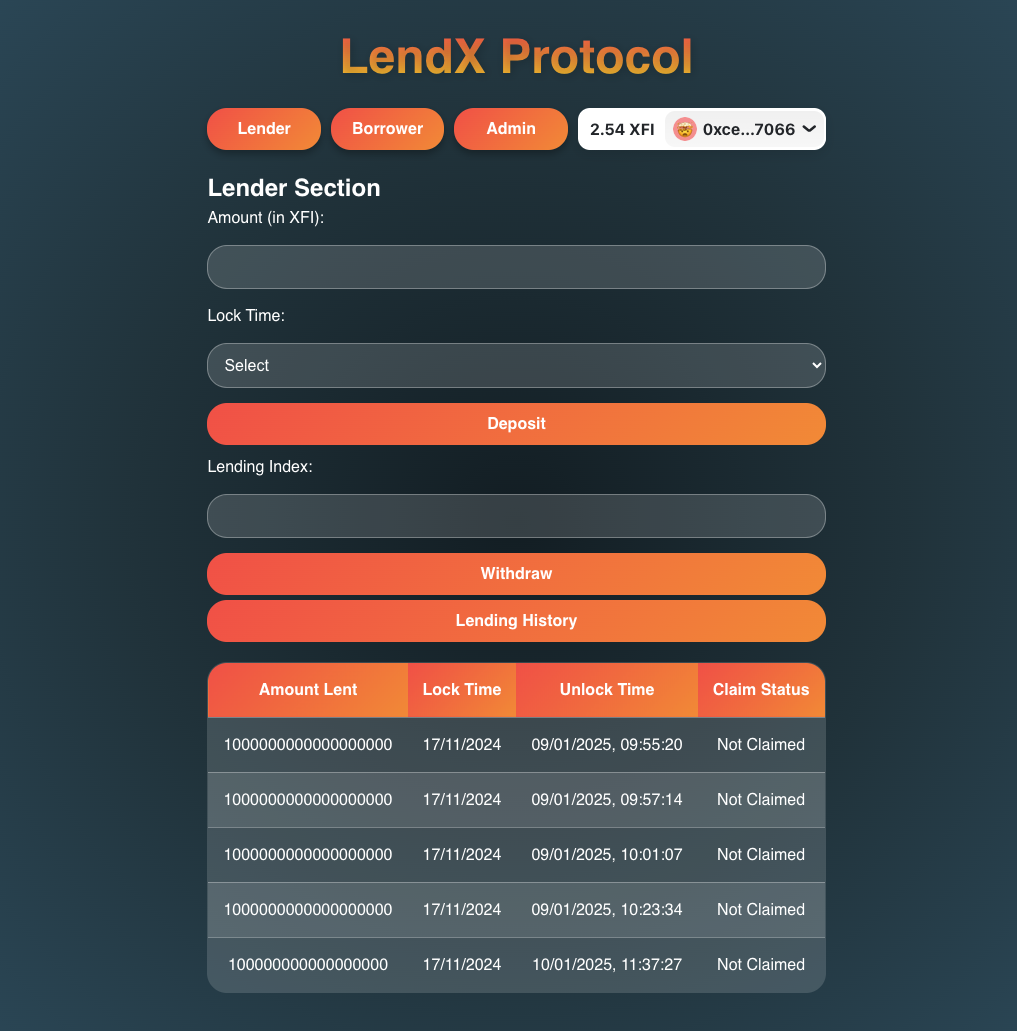 LendX Protocol
Lender Borrower Admin 2.54 XFI 0xce...7066
Lender Section
Amount (in XFI):
Lock Time:
Select
Deposit
Lending Index:
Withdraw
Lending History
Amount Lent Lock Time Unlock Time Claim Status
1000000000000000000 17/11/2024 09/01/2025, 09:55:20 Not Claimed
1000000000000000000 17/11/2024 09/01/2025, 09:57:14 Not Claimed
1000000000000000000 17/11/2024 09/01/2025, 10:01:07 Not Claimed
1000000000000000000 17/11/2024 09/01/2025, 10:23:34 Not Claimed
100000000000000000 17/11/2024 10/01/2025, 11:37:27 Not Claimed